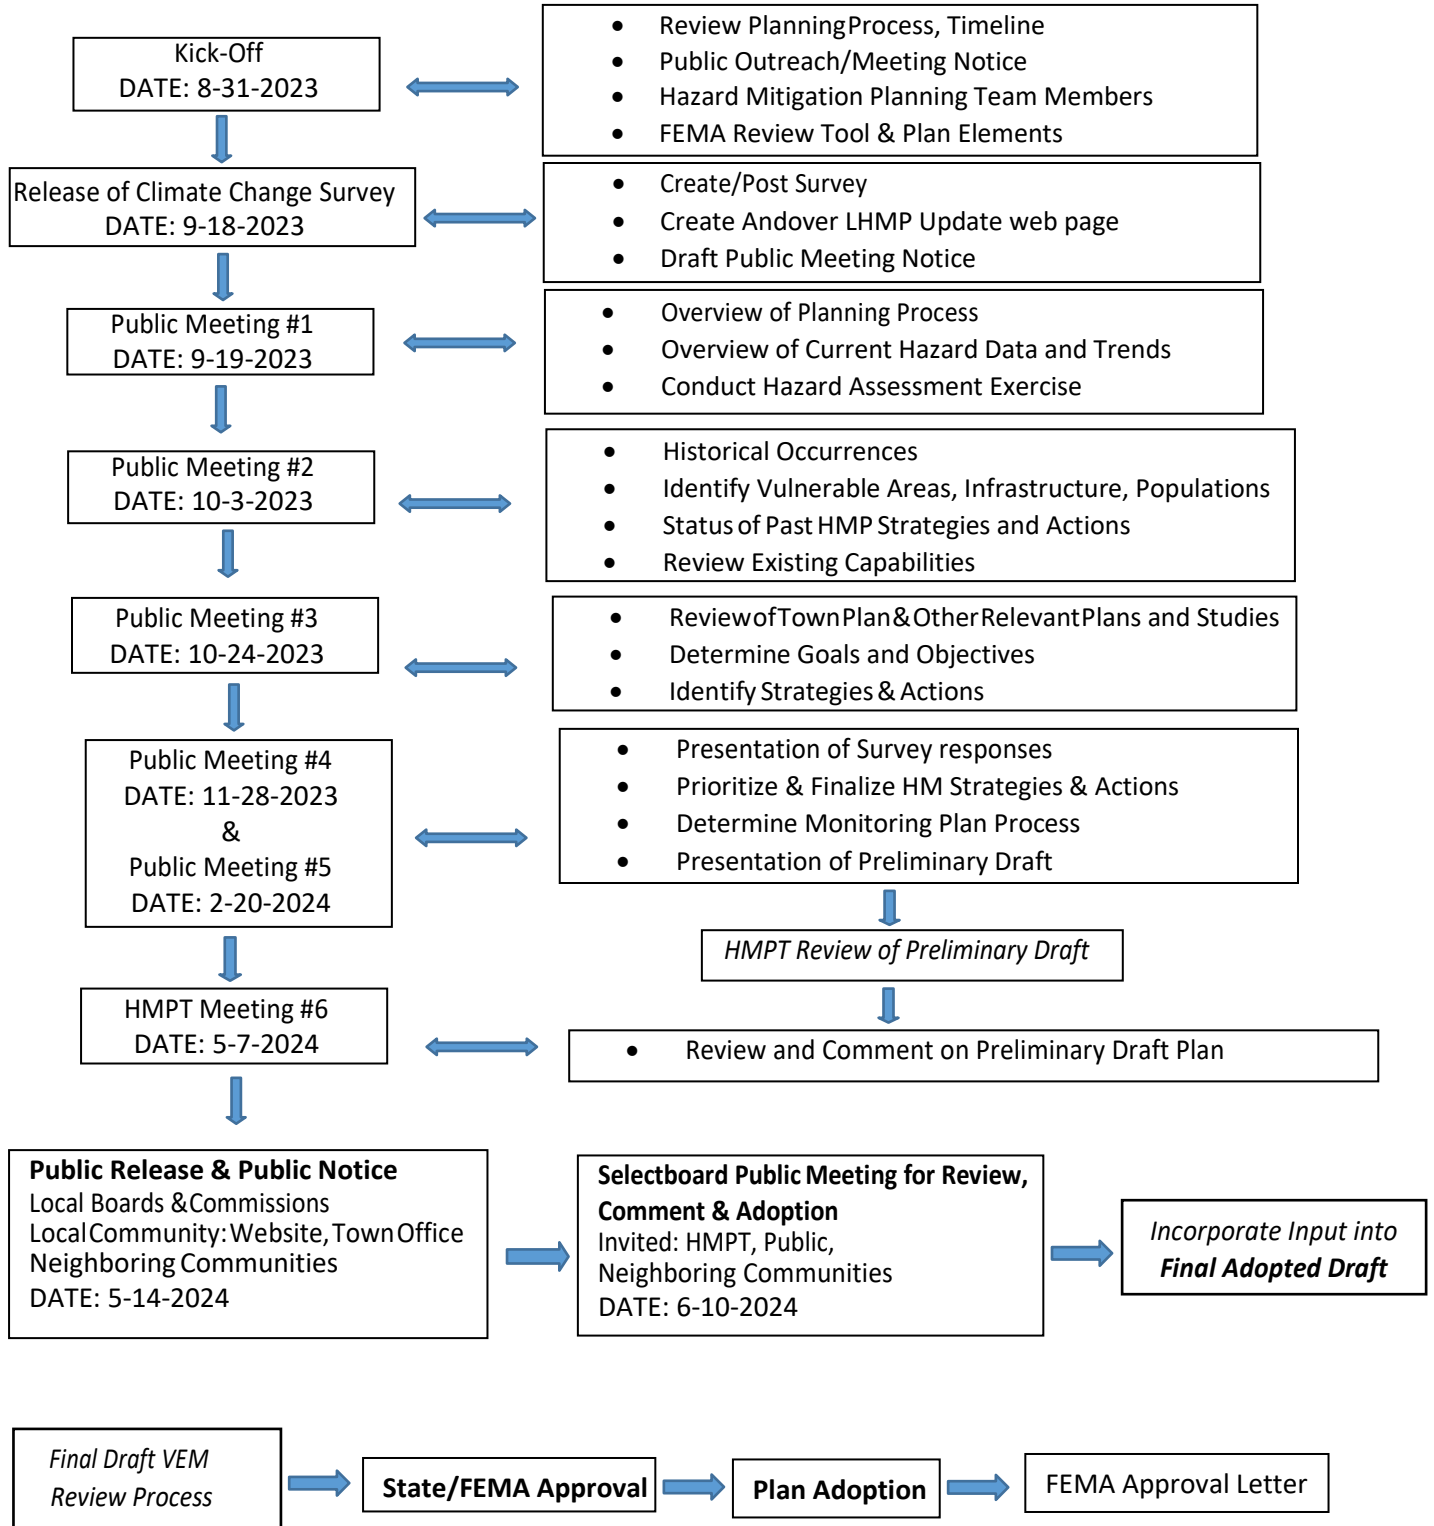 Kick-Off
DATE: 8-31-2023
• Review Planning Process, Timeline
• Public Outreach/Meeting Notice
• Hazard Mitigation Planning Team Members
• FEMA Review Tool & Plan Elements
Release of Climate Change Survey
DATE: 9-18-2023
• Create/Post Survey
• Create Andover LHMP Update web page
• Draft Public Meeting Notice
Public Meeting #1
DATE: 9-19-2023
• Overview of Planning Process
• Overview of Current Hazard Data and Trends
• Conduct Hazard Assessment Exercise
Public Meeting #2
DATE: 10-3-2023
• Historical Occurrences
• Identify Vulnerable Areas, Infrastructure, Populations
• Status of Past HMP Strategies and Actions
• Review Existing Capabilities
Public Meeting #3
DATE: 10-24-2023
• Review of Town Plan & Other Relevant Plans and Studies
• Determine Goals and Objectives
• Identify Strategies & Actions
Public Meeting #4
DATE: 11-28-2023
&
Public Meeting #5
DATE: 2-20-2024
• Presentation of Survey responses
• Prioritize & Finalize HM Strategies & Actions
• Determine Monitoring Plan Process
• Presentation of Preliminary Draft
HMPT Review of Preliminary Draft
HMPT Meeting #6
DATE: 5-7-2024
• Review and Comment on Preliminary Draft Plan
Public Release & Public Notice
Local Boards & Commissions
Local Community: Website, Town Office
Neighboring Communities
DATE: 5-14-2024
Selectboard Public Meeting for Review,
Comment & Adoption
Invited: HMPT, Public,
Neighboring Communities
DATE: 6-10-2024
Incorporate Input into
Final Adopted Draft
Final Draft VEM
Review Process
State/FEMA Approval
Plan Adoption
FEMA Approval Letter